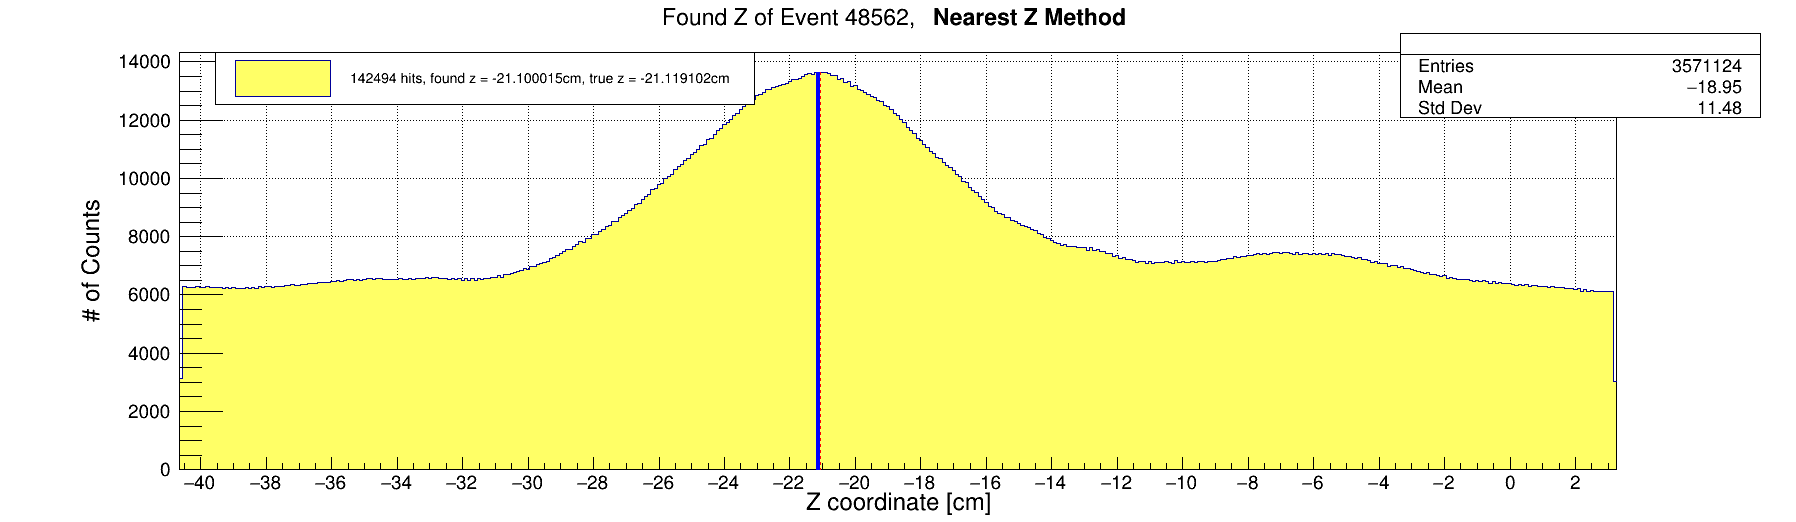 Found Z of Event 48562, Nearest Z Method
142494 hits, found z = -21.100015cm, true z = -21.119102cm
Entries 3571124
Mean −18.95
Std Dev 11.48
# of Counts
14000
12000
10000
8000
6000
4000
2000
0
−40 −38 −36 −34 −32 −30 −28 −26 −24 −22 −20 −18 −16 −14 −12 −10 −8 −6 −4 −2 0 2
Z coordinate [cm]